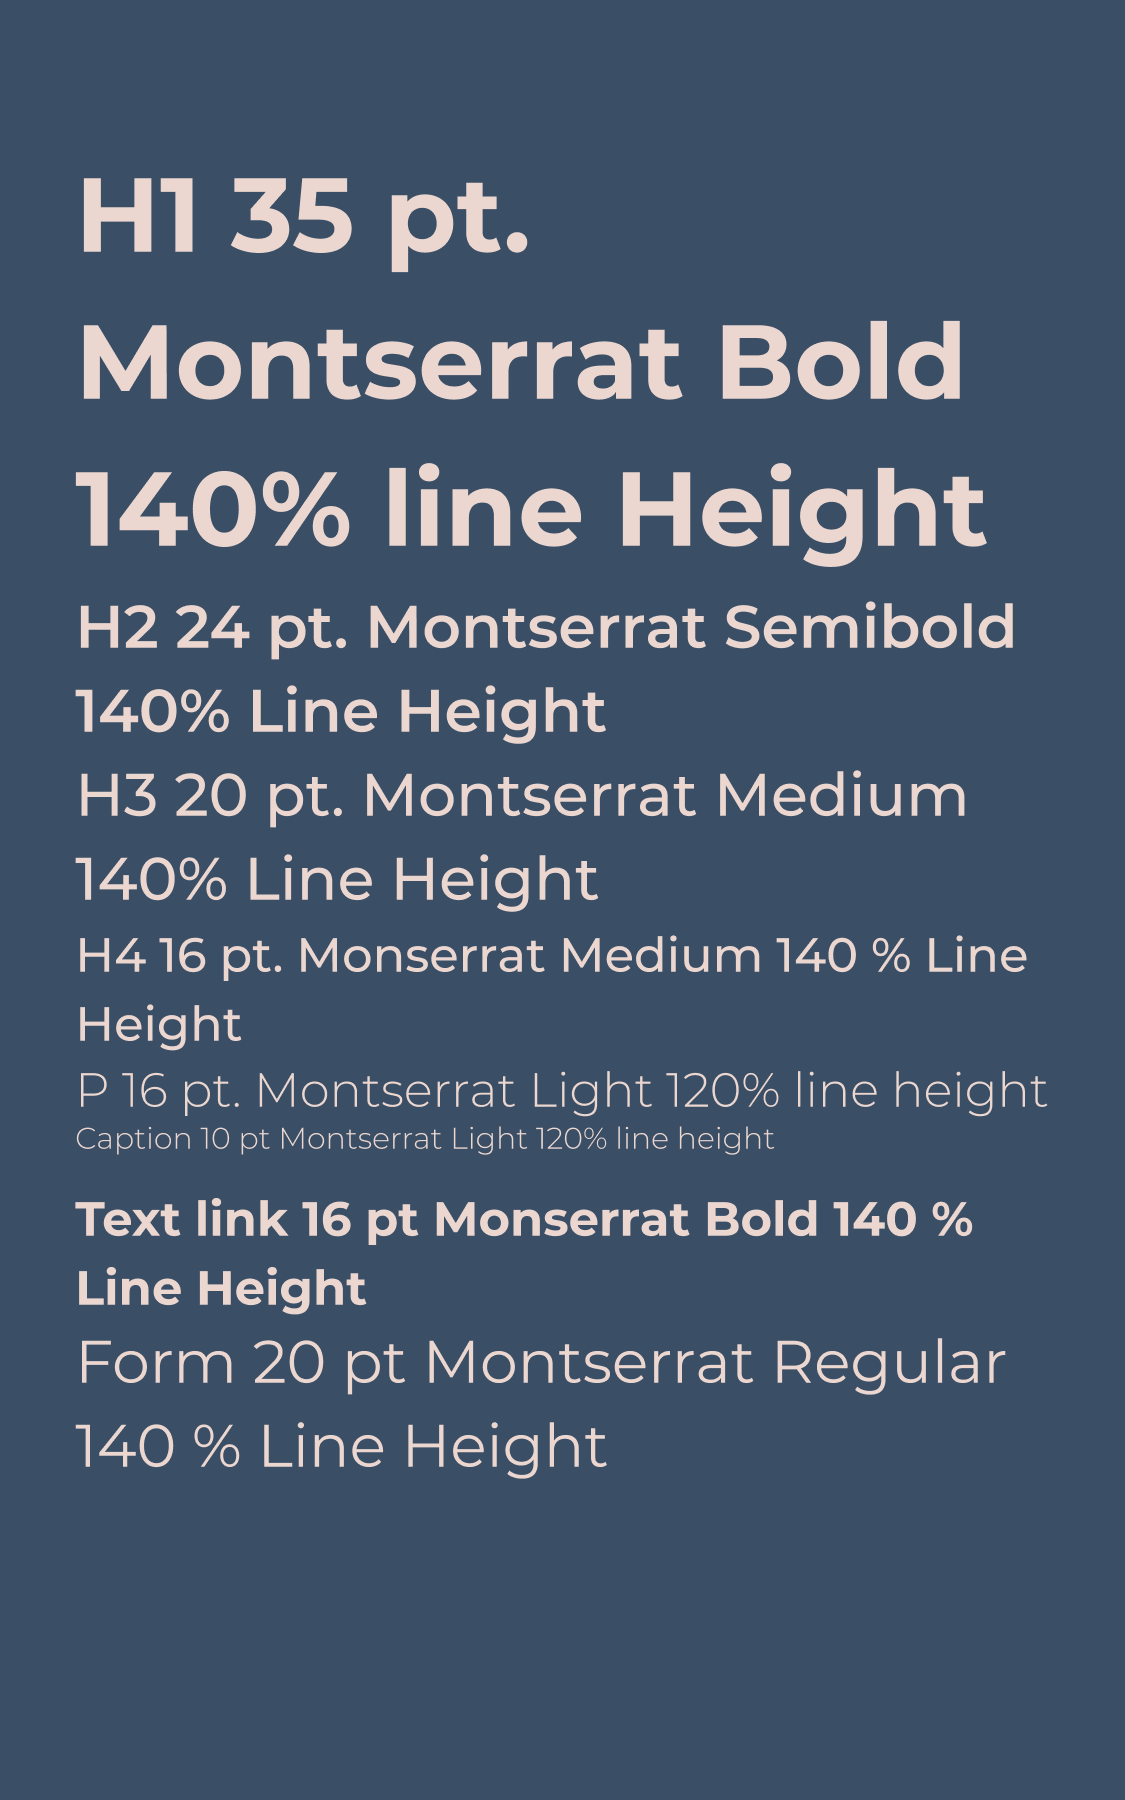 H1 35 pt.
Montserrat Bold
140% line Height
H2 24 pt. Montserrat Semibold
140% Line Height
H3 20 pt. Montserrat Medium
140% Line Height
H4 16 pt. Monserrat Medium 140 % Line
Height
P 16 pt. Montserrat Light 120% line height
Caption 10 pt Montserrat Light 120% line height
Text link 16 pt Monserrat Bold 140 %
Line Height
Form 20 pt Montserrat Regular
140 % Line Height